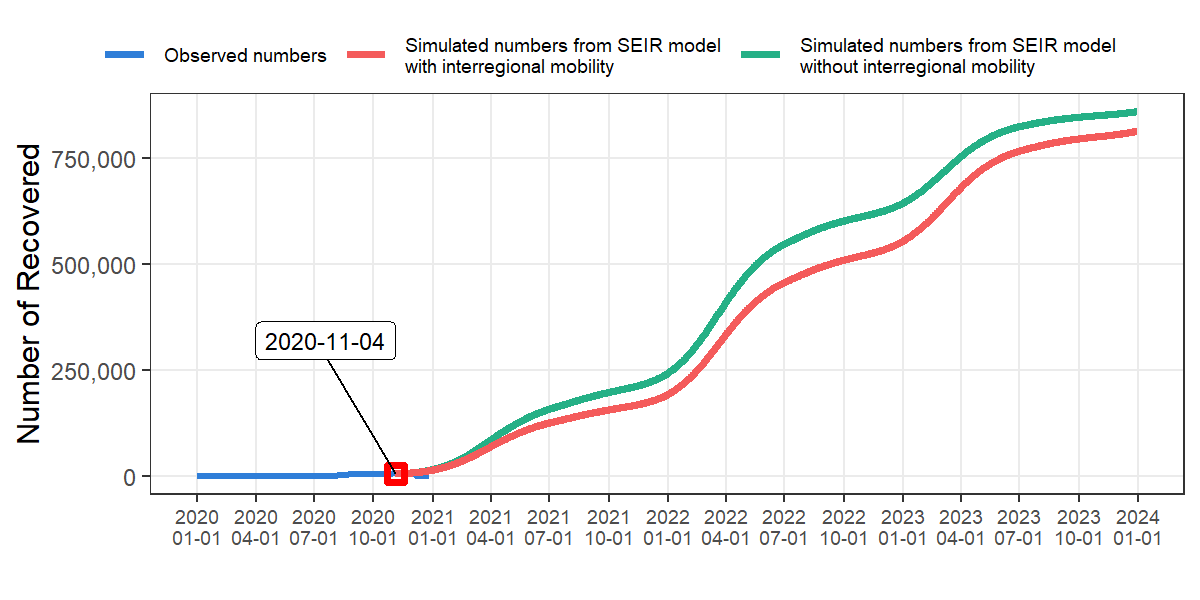 Observed numbers
Simulated numbers from SEIR model
with interregional mobility
Simulated numbers from SEIR model
without interregional mobility
Number of Recovered
750,000
500,000
250,000
0
2020-11-04
2020 2020 2020 2020 2021 2021 2021 2021 2022 2022 2022 2022 2023 2023 2023 2023 2024
01-01 04-01 07-01 10-01 01-01 04-01 07-01 10-01 01-01 04-01 07-01 10-01 01-01 04-01 07-01 10-01 01-01